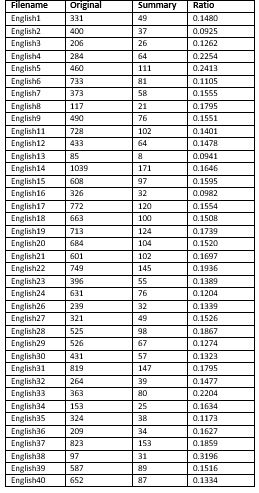 Filename Original Summary Ratio
English1 331 49 0.1480
English2 400 37 0.0925
English3 206 26 0.1262
English4 284 64 0.2254
English5 460 111 0.2413
English6 733 81 0.1105
English7 373 58 0.1555
English8 117 21 0.1795
English9 490 76 0.1551
English11 728 102 0.1401
English12 433 64 0.1478
English13 85 8 0.0941
English14 1039 171 0.1646
English15 608 97 0.1595
English16 326 32 0.0982
English17 772 120 0.1554
English18 663 100 0.1508
English19 713 124 0.1739
English20 684 104 0.1520
English21 601 102 0.1697
English22 749 145 0.1936
English23 396 55 0.1389
English24 631 76 0.1204
English26 239 32 0.1339
English27 321 49 0.1526
English28 525 98 0.1867
English29 526 67 0.1274
English30 431 57 0.1323
English31 819 147 0.1795
English32 264 39 0.1477
English33 363 80 0.2204
English34 153 25 0.1634
English35 324 38 0.1173
English36 209 34 0.1627
English37 823 153 0.1859
English38 97 31 0.3196
English39 587 89 0.1516
English40 652 87 0.1334